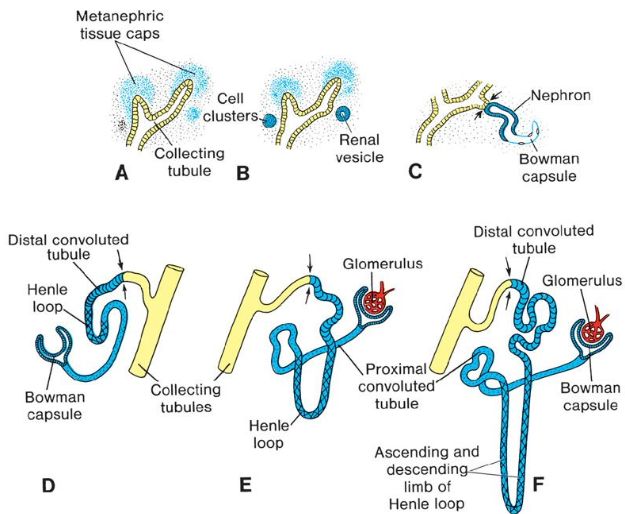 Metanephric
tissue caps
Cell
clusters
Collecting
tubule
Renal
vesicle
Nephron
Bowman
capsule
A
B
C
Distal convoluted
tubule
Henle
loop
Bowman
capsule
Collecting
tubules
Glomerulus
Proximal
convoluted
tubule
Henle
loop
Distal convoluted
tubule
Glomerulus
Bowman
capsule
Ascending and
descending
limb of
Henle loop
D
E
F